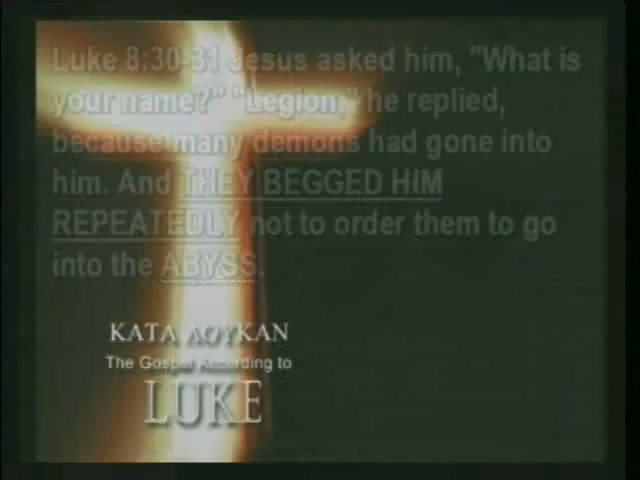 Luke 8:30-31 Jesus asked him, "What is
your name?" "Legion," he replied,
because many demons had gone into
him. And THEY BEGGED HIM
REPEATEDLY not to order them to go
into the ABYSS.
ΚΑΤΑ ΛΟΥΚΑΝ
The Gospel According to
LUKE